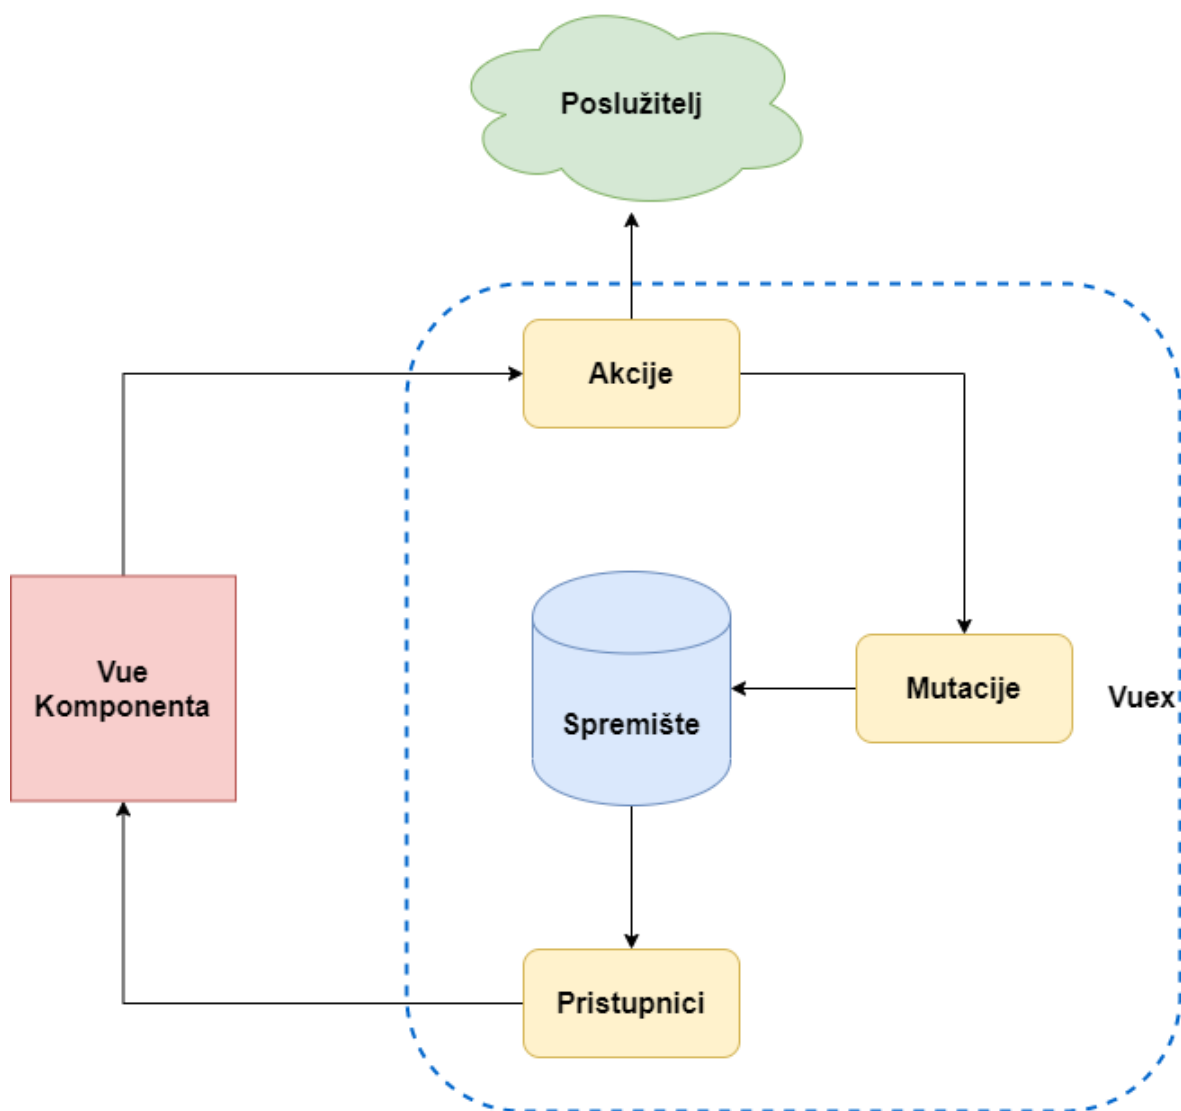 Poslužitelj
Akcije
Vue
Komponenta
Spremište
Mutacije
Vuex
Pristupnici